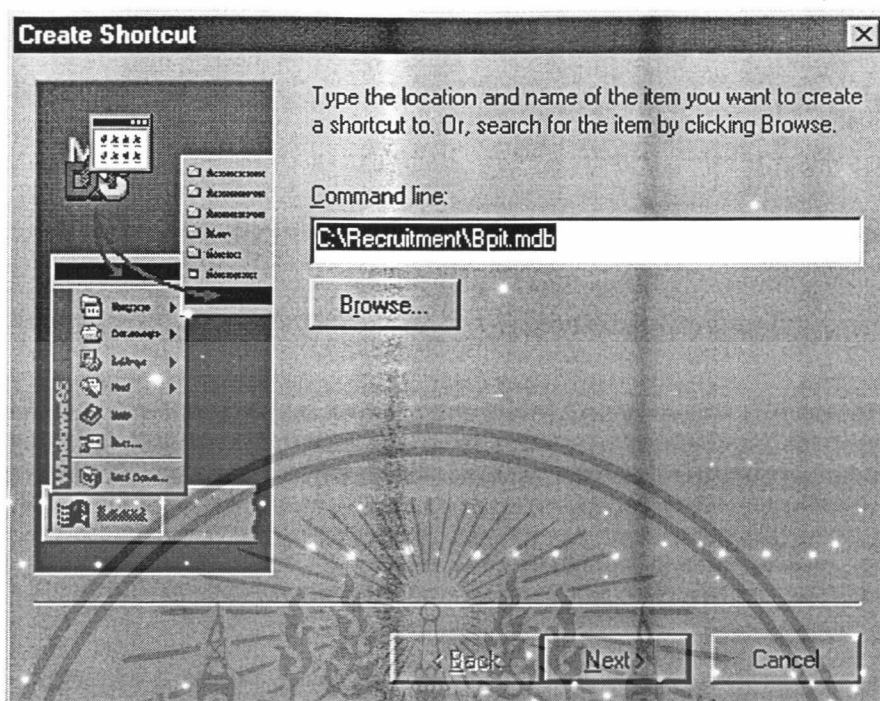 Create Shortcut
Type the location and name of the item you want to create
a shortcut to. Or, search for the item by clicking Browse.
Command line:
C:\Recruitment\Bpit.mdb
Browse...
Windows95
< Back
Next >
Cancel